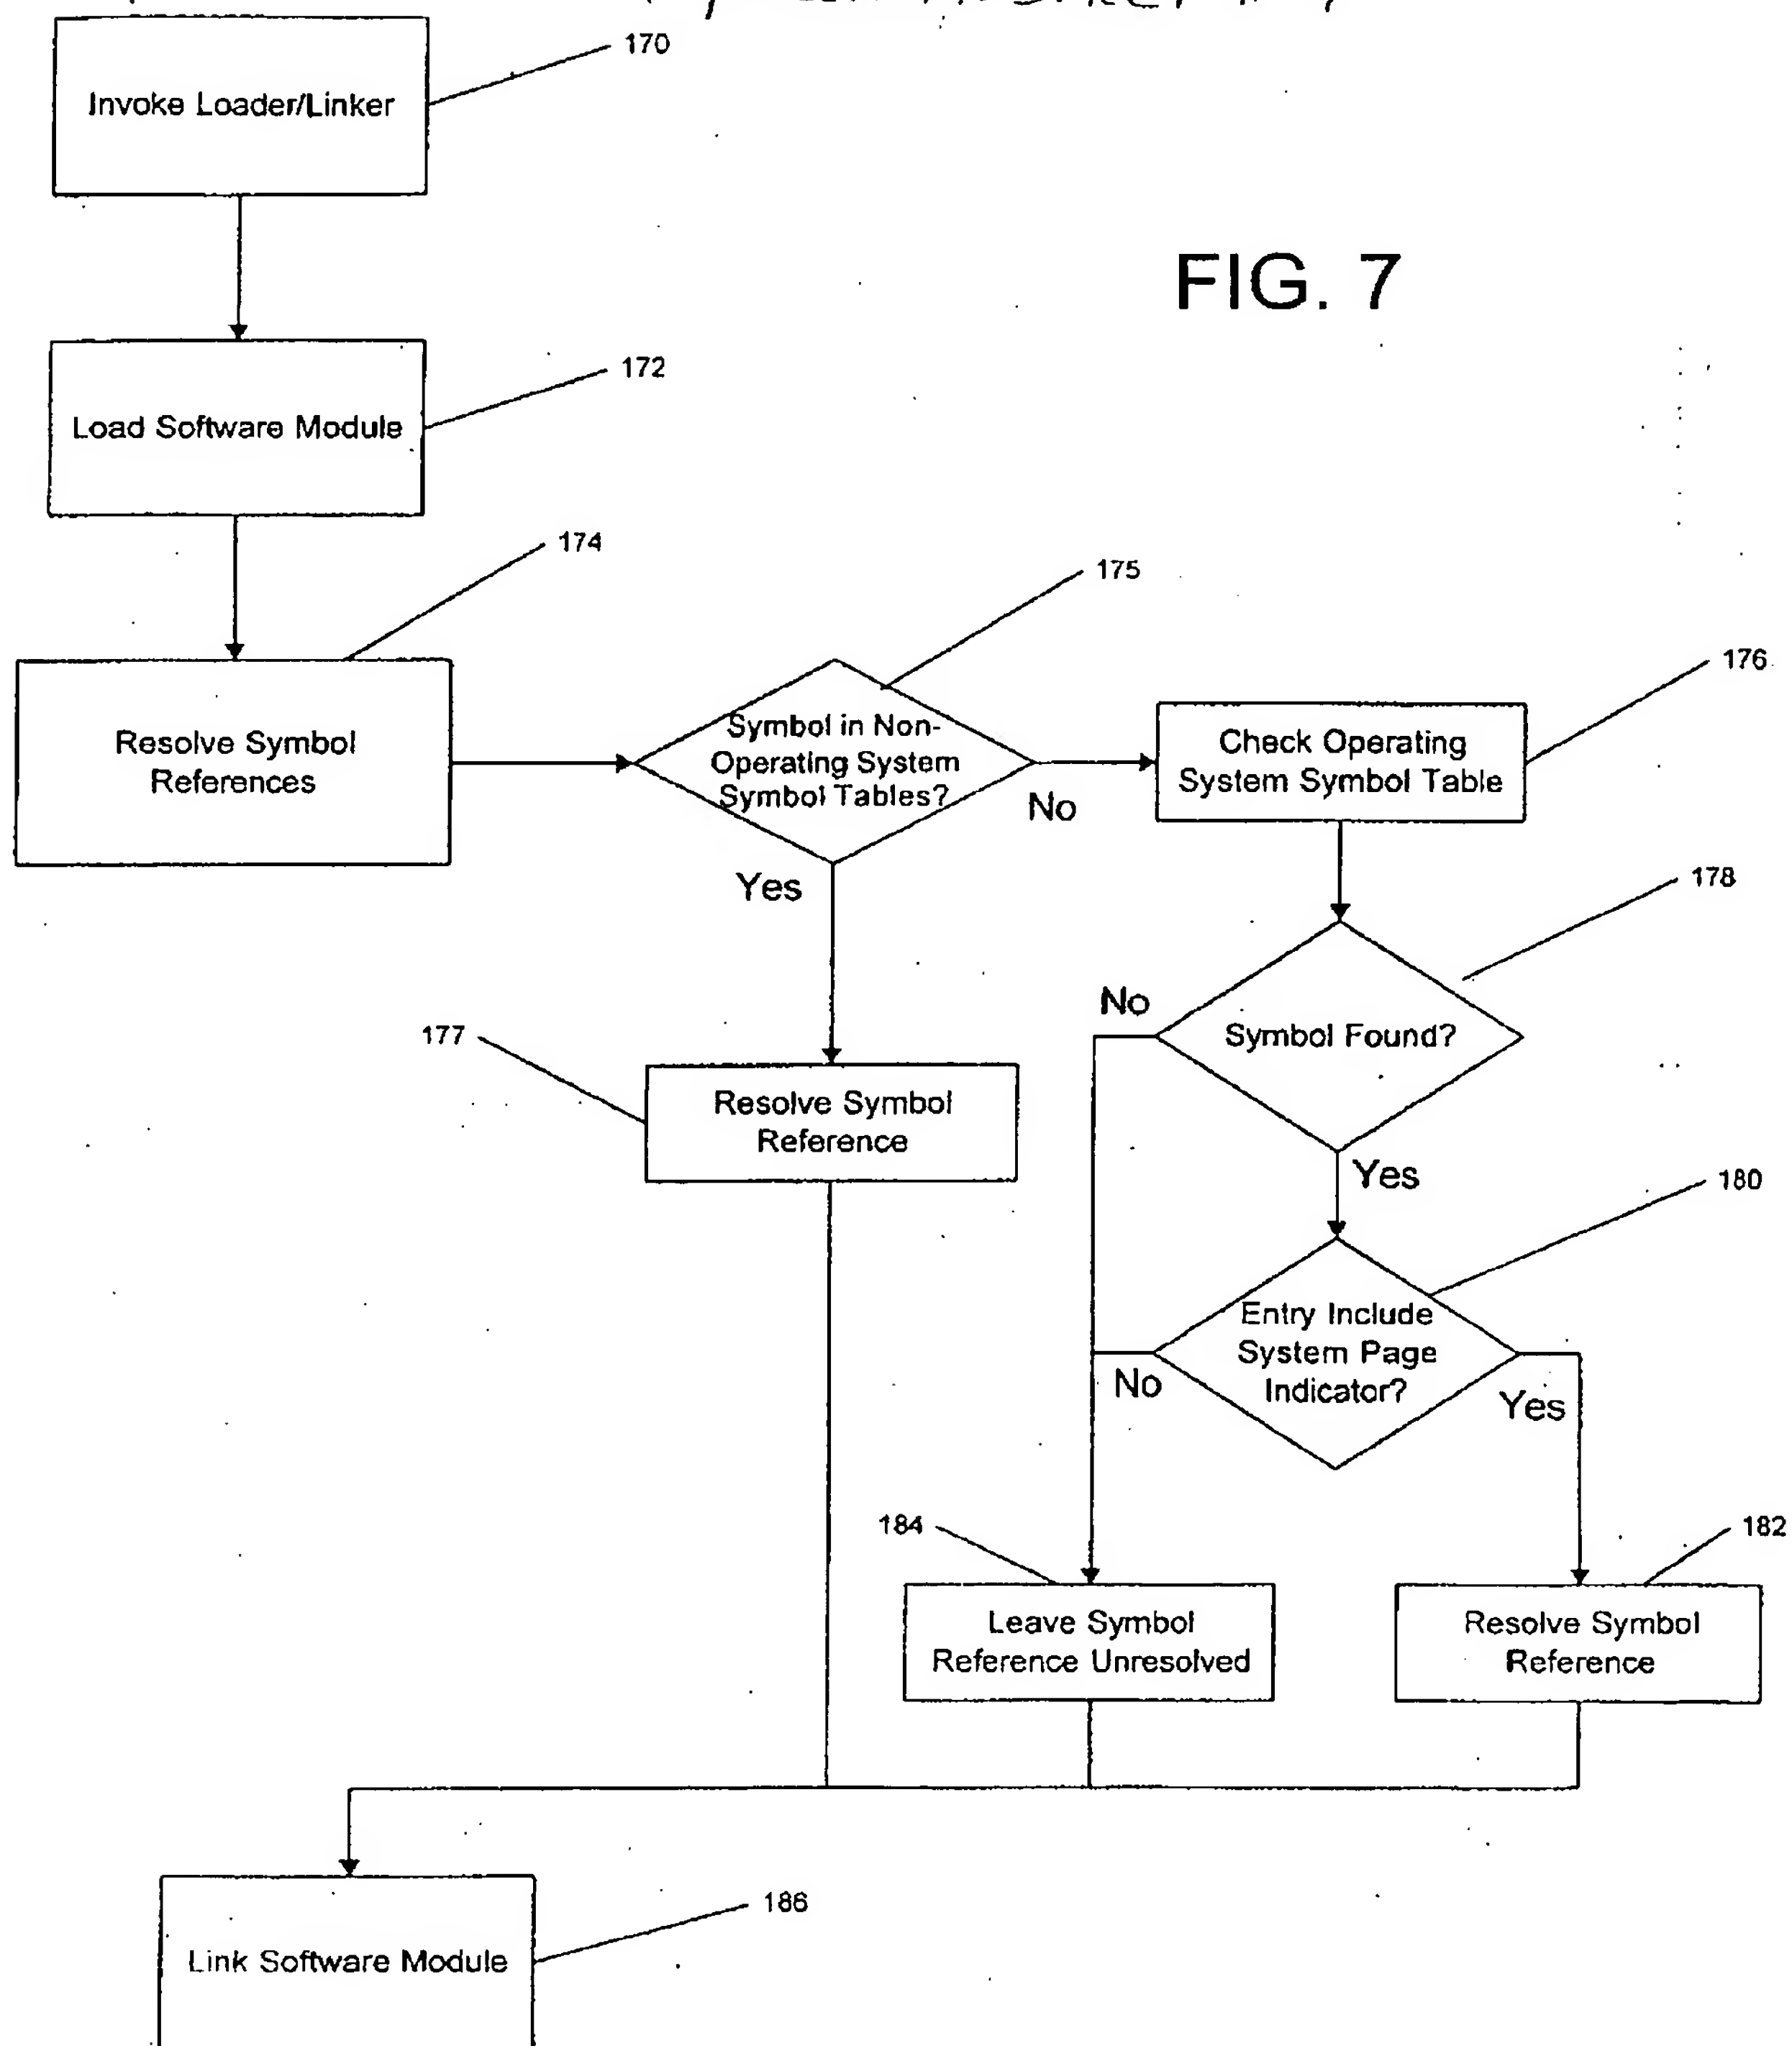 170
Invoke Loader/Linker
FIG. 7
172
Load Software Module
174
175
176
Resolve Symbol
References
Symbol in Non-
Operating System
Symbol Tables?
No
Yes
Check Operating
System Symbol Table
178
No
Symbol Found?
Yes
177
Resolve Symbol
Reference
180
Entry Include
System Page
Indicator?
No
Yes
184
182
Leave Symbol
Reference Unresolved
Resolve Symbol
Reference
186
Link Software Module